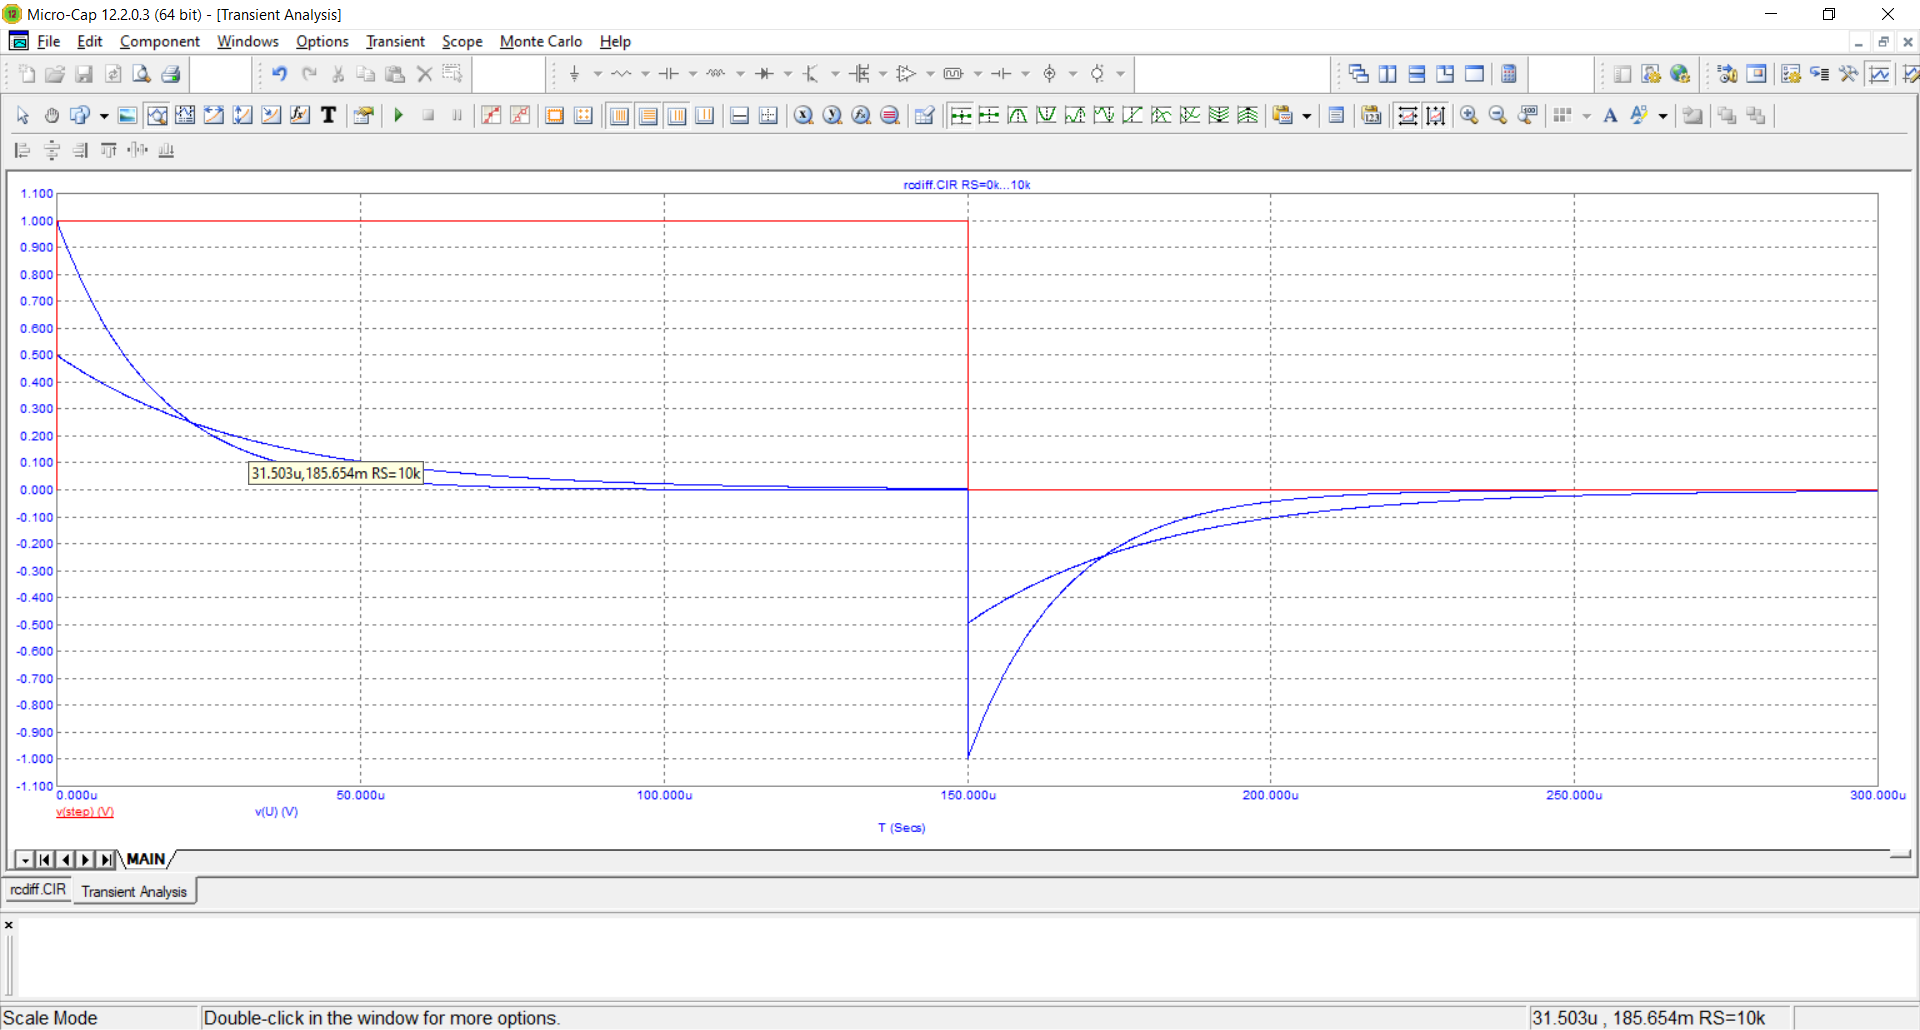 Micro-Cap 12.2.0.3 (64 bit) - [Transient Analysis]
File Edit Component Windows Options Transient Scope Monte Carlo Help
rcdiff.CIR RS=0k...10k
1.100
1.000
0.900
0.800
0.700
0.600
0.500
0.400
0.300
0.200
0.100
0.000
-0.100
-0.200
-0.300
-0.400
-0.500
-0.600
-0.700
-0.800
-0.900
-1.000
-1.100
31.503u,185.654m RS=10k
0.000u 50.000u 100.000u 150.000u 200.000u 250.000u 300.000u
v(step) (V) v(U) (V)
T (Secs)
MAIN
rcdiff.CIR Transient Analysis
Scale Mode Double-click in the window for more options. 31.503u , 185.654m RS=10k